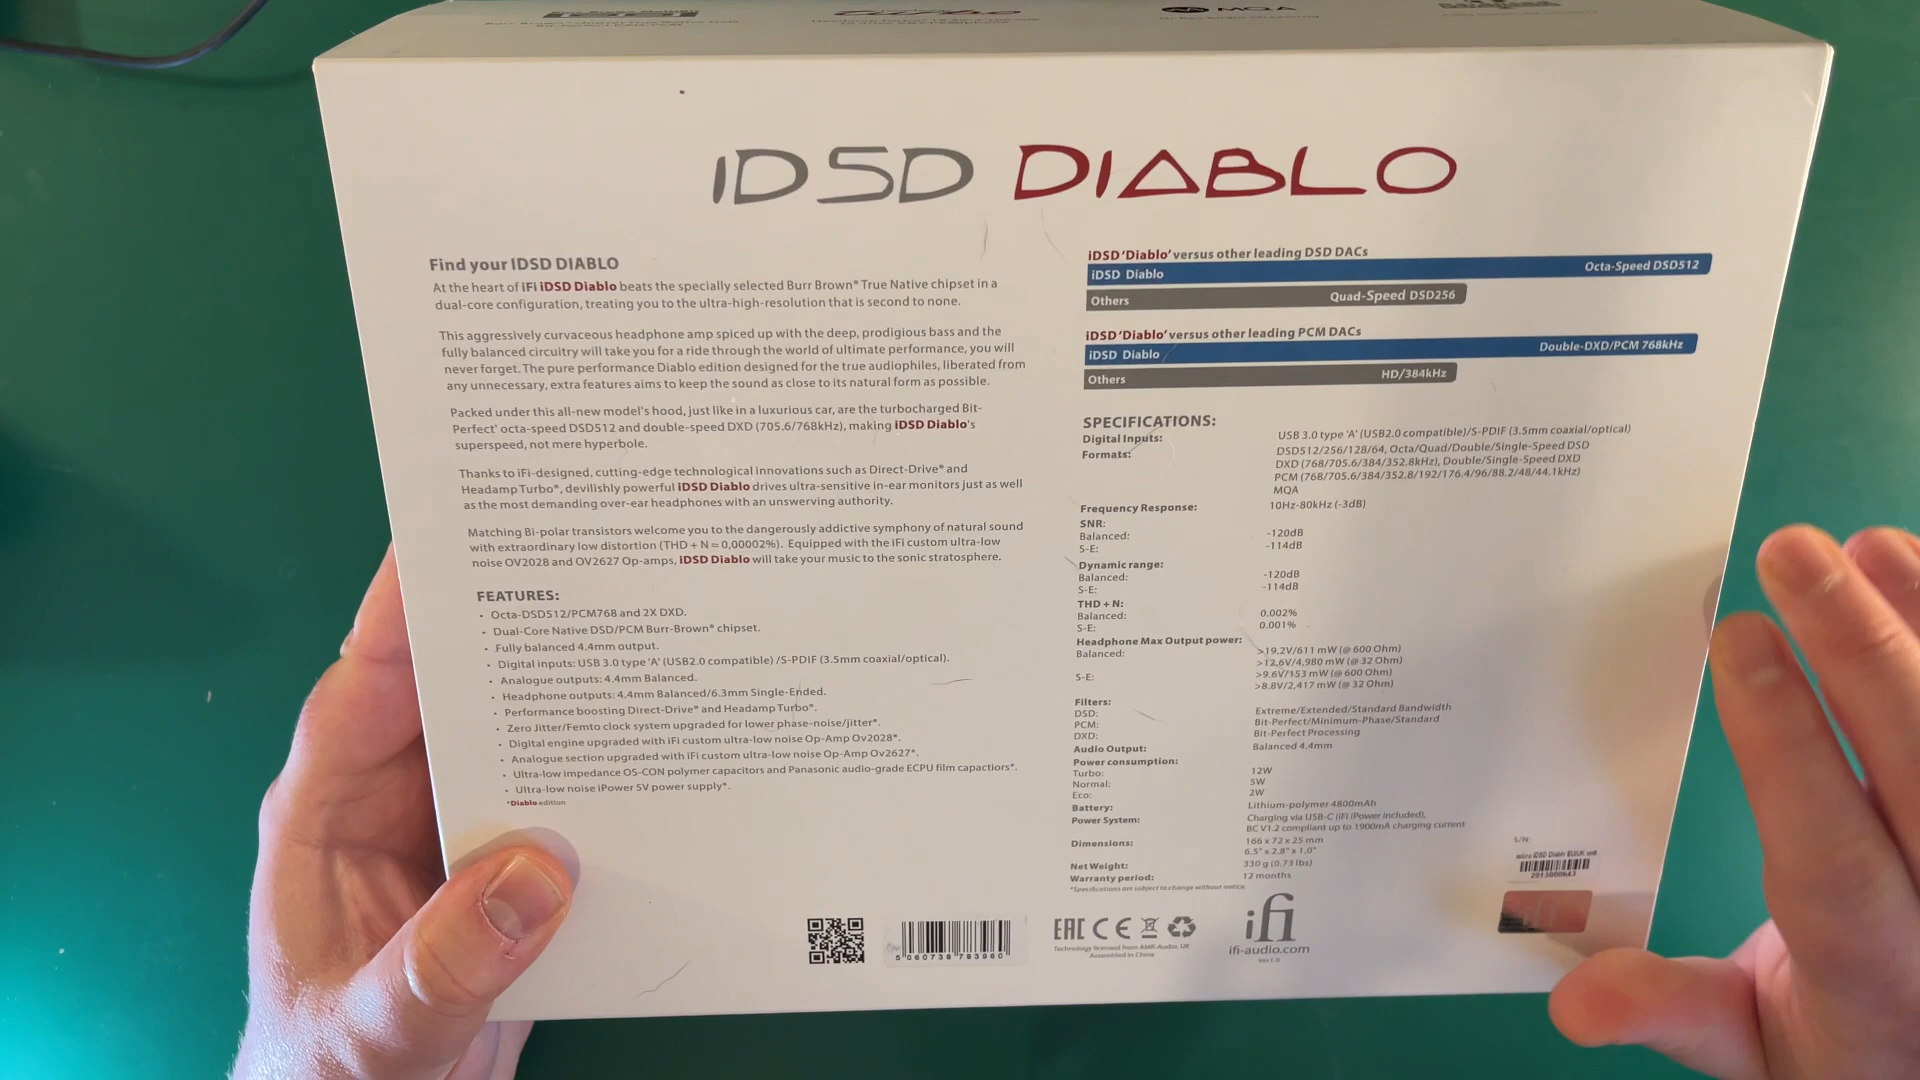 MQA
IDSD DIABLO
Find your IDSD DIABLO
At the heart of iFi iDSD Diablo beats the specially selected Burr Brown® True Native chipset in a
dual-core configuration, treating you to the ultra-high-resolution that is second to none.
This aggressively curvaceous headphone amp spiced up with the deep, prodigious bass and the
fully balanced circuitry will take you for a ride through the world of ultimate performance, you will
never forget. The pure performance Diablo edition designed for the true audiophiles, liberated from
any unnecessary, extra features aims to keep the sound as close to its natural form as possible.
Packed under this all-new model's hood, just like in a luxurious car, are the turbocharged Bit-
Perfect' octa-speed DSD512 and double-speed DXD (705.6/768kHz), making iDSD Diablo's
superspeed, not mere hyperbole.
Thanks to iFi-designed, cutting-edge technological innovations such as Direct-Drive® and
Headamp Turbo®, devilishly powerful iDSD Diablo drives ultra-sensitive in-ear monitors just as well
as the most demanding over-ear headphones with an unswerving authority.
Matching Bi-polar transistors welcome you to the dangerously addictive symphony of natural sound
with extraordinary low distortion (THD + N = 0,00002%). Equipped with the iFi custom ultra-low
noise OV2028 and OV2627 Op-amps, iDSD Diablo will take your music to the sonic stratosphere.
FEATURES:
• Octa-DSD512/PCM768 and 2X DXD.
• Dual-Core Native DSD/PCM Burr-Brown® chipset.
• Fully balanced 4.4mm output.
• Digital inputs: USB 3.0 type 'A' (USB2.0 compatible) /S-PDIF (3.5mm coaxial/optical).
• Analogue outputs: 4.4mm Balanced.
• Headphone outputs: 4.4mm Balanced/6.3mm Single-Ended.
• Performance boosting Direct-Drive® and Headamp Turbo®.
• Zero Jitter/Femto clock system upgraded for lower phase-noise/jitter*.
• Digital engine upgraded with iFi custom ultra-low noise Op-Amp Ov2028*.
• Analogue section upgraded with iFi custom ultra-low noise Op-Amp Ov2627*.
• Ultra-low impedance OS-CON polymer capacitors and Panasonic audio-grade ECPU film capactiors*.
• Ultra-low noise iPower 5V power supply*.
*Diablo edition
iDSD 'Diablo' versus other leading DSD DACs
iDSD Diablo Octa-Speed DSD512
Others Quad-Speed DSD256
iDSD 'Diablo' versus other leading PCM DACs
iDSD Diablo Double-DXD/PCM 768kHz
Others HD/384kHz
SPECIFICATIONS:
Digital Inputs: USB 3.0 type 'A' (USB2.0 compatible)/S-PDIF (3.5mm coaxial/optical)
Formats: DSD512/256/128/64, Octa/Quad/Double/Single-Speed DSD
DXD (768/705.6/384/352.8kHz), Double/Single-Speed DXD
PCM (768/705.6/384/352.8/192/176.4/96/88.2/48/44.1kHz)
MQA
Frequency Response: 10Hz-80kHz (-3dB)
SNR:
Balanced: -120dB
S-E: -114dB
Dynamic range:
Balanced: -120dB
S-E: -114dB
THD + N:
Balanced: 0.002%
S-E: 0.001%
Headphone Max Output power:
Balanced: >19.2V/611 mW (@ 600 Ohm)
>12.6V/4,980 mW (@ 32 Ohm)
S-E: >9.6V/153 mW (@ 600 Ohm)
>8.8V/2,417 mW (@ 32 Ohm)
Filters:
DSD: Extreme/Extended/Standard Bandwidth
PCM: Bit-Perfect/Minimum-Phase/Standard
DXD: Bit-Perfect Processing
Audio Output: Balanced 4.4mm
Power consumption:
Turbo: 12W
Normal: 5W
Eco: 2W
Battery: Lithium-polymer 4800mAh
Power System: Charging via USB-C (iFi iPower included),
BC V1.2 compliant up to 1900mA charging current
Dimensions: 166 x 72 x 25 mm
6.5" x 2.8" x 1.0"
Net Weight: 330 g (0.73 lbs)
Warranty period: 12 months
*Specifications are subject to change without notice.
S/N:
micro iDSD Diablo EU/UK unit
2013000643
5 060738 783960
EAC CE
Technology licensed from AMR-Audio, UK
Assembled in China
ifi
ifi-audio.com
Ver1.0
ifi